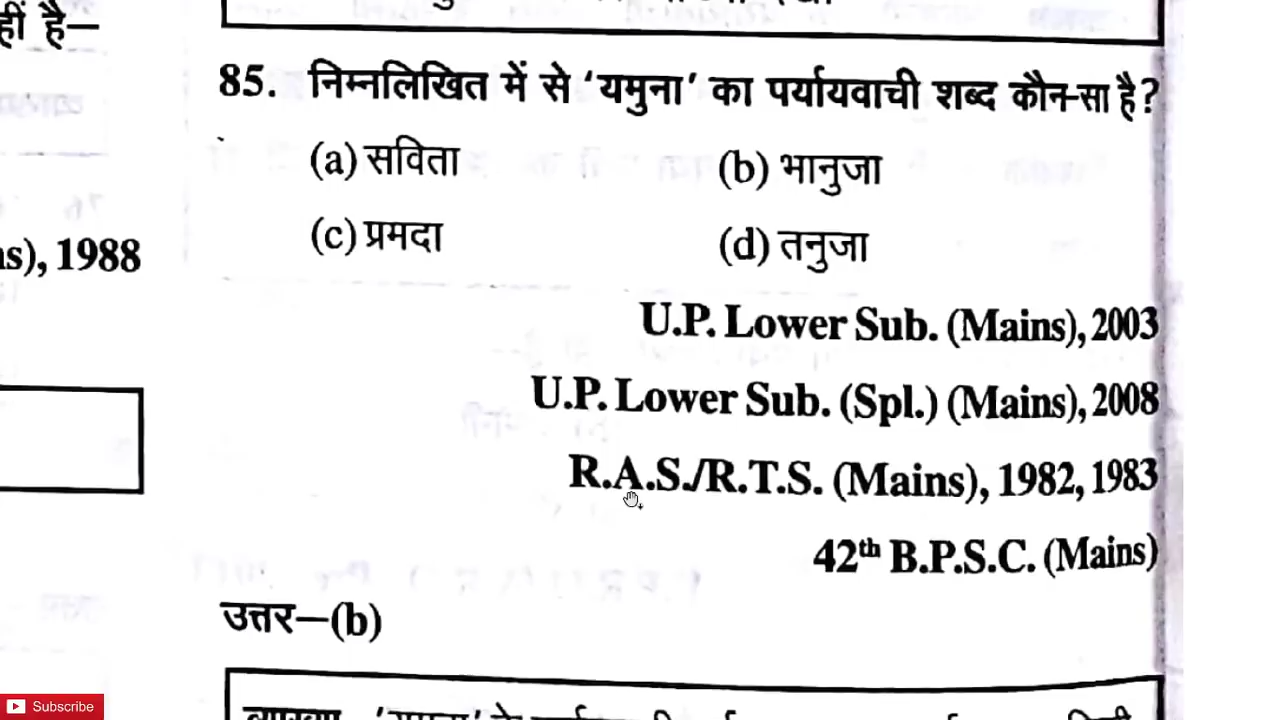 हीं है—
85. निम्नलिखित में से ‘यमुना’ का पर्यायवाची शब्द कौन-सा है?
(a) सविता (b) भानुजा
(c) प्रमदा (d) तनुजा
ns), 1988
U.P. Lower Sub. (Mains), 2003
U.P. Lower Sub. (Spl.) (Mains), 2008
R.A.S./R.T.S. (Mains), 1982, 1983
42th B.P.S.C. (Mains)
उत्तर—(b)
Subscribe